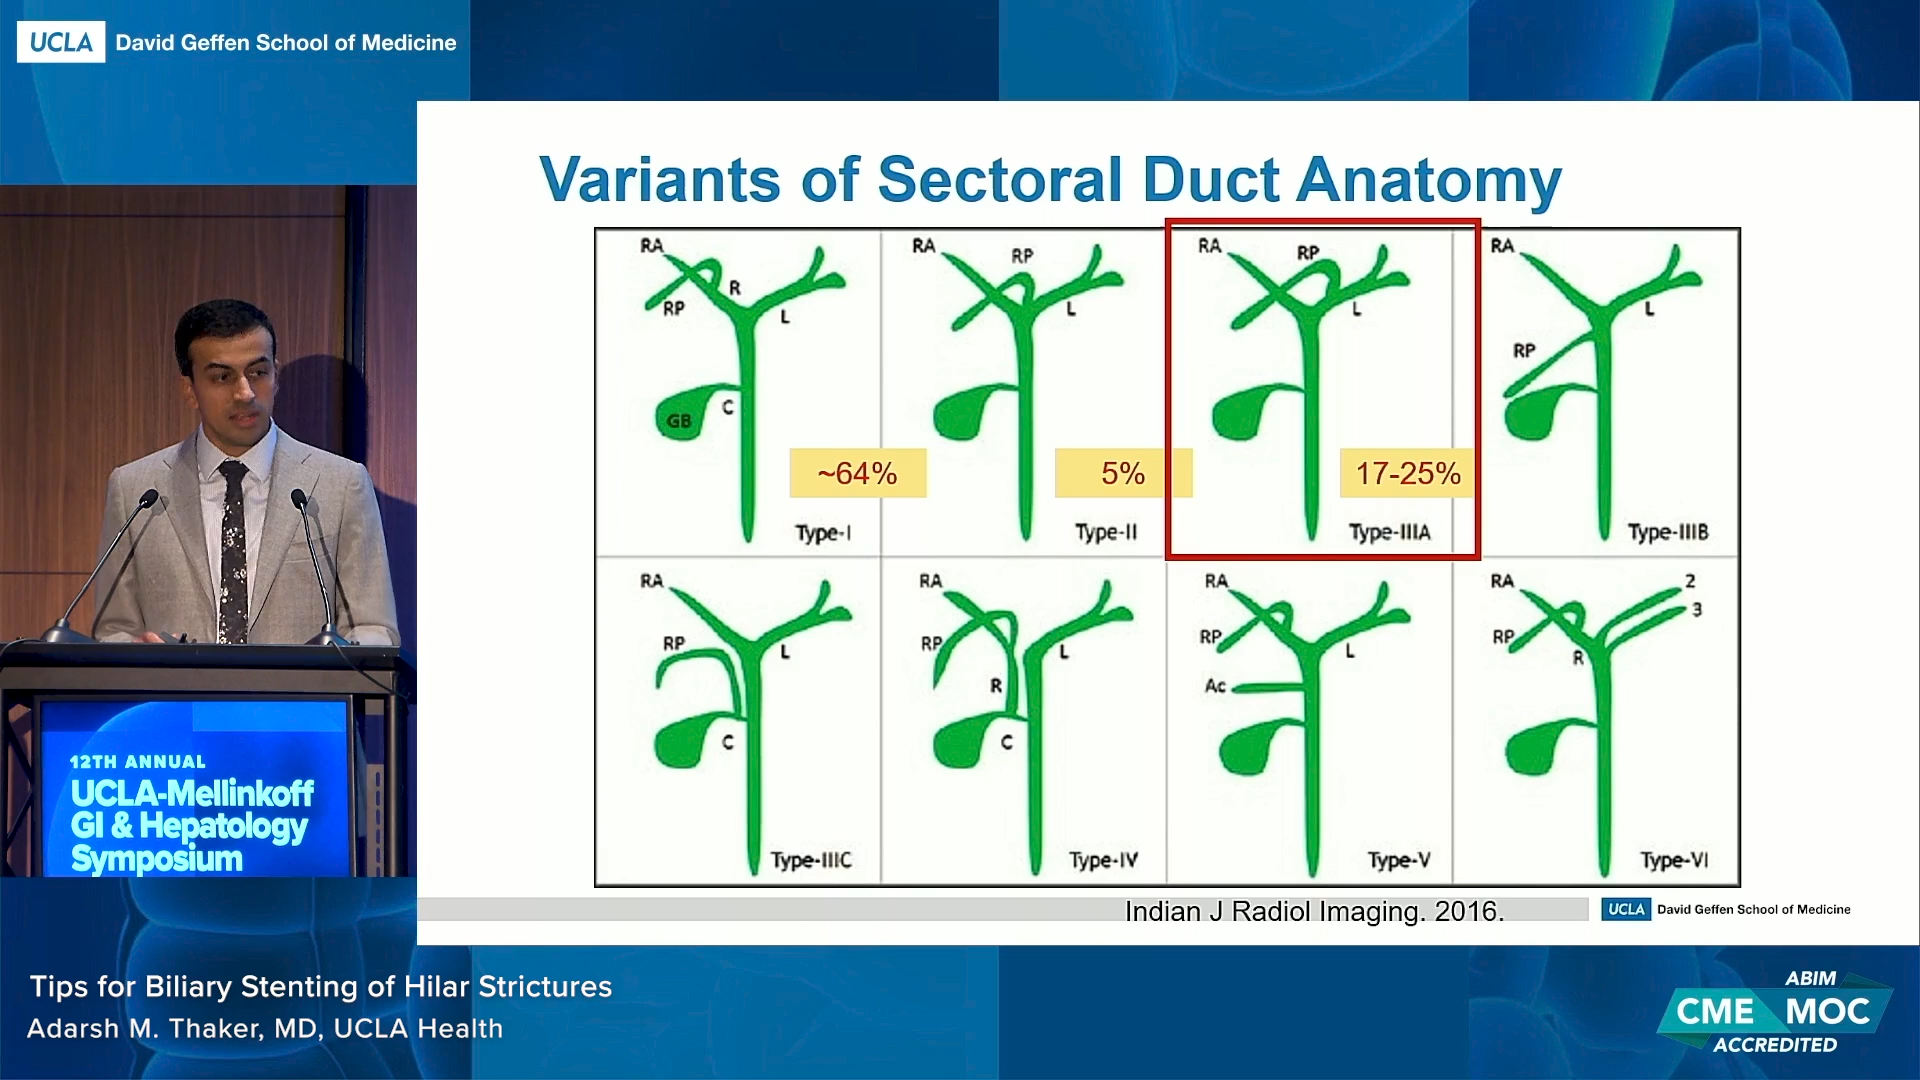 UCLA David Geffen School of Medicine
Variants of Sectoral Duct Anatomy
RA
RP
R
L
GB
C
~64%
Type-I
RA
RP
L
5%
Type-II
RA
RP
L
17-25%
Type-IIIA
RA
L
RP
Type-IIIB
RA
RP
L
C
Type-IIIC
RA
RP
L
R
C
Type-IV
RA
RP
L
Ac
Type-V
RA
2
3
RP
R
Type-VI
Indian J Radiol Imaging. 2016.
UCLA David Geffen School of Medicine
12TH ANNUAL
UCLA-Mellinkoff
GI & Hepatology
Symposium
Tips for Biliary Stenting of Hilar Strictures
Adarsh M. Thaker, MD, UCLA Health
ABIM
CME MOC
ACCREDITED